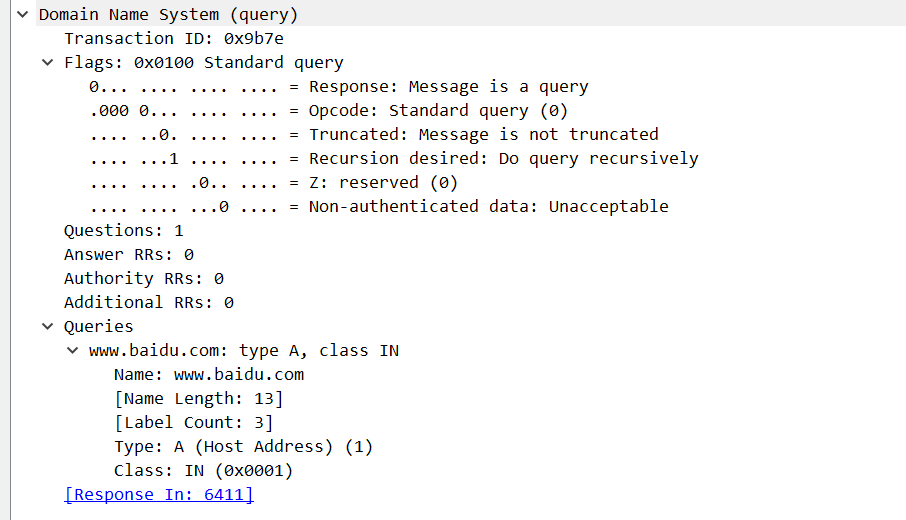 Domain Name System (query)
Transaction ID: 0x9b7e
Flags: 0x0100 Standard query
0... .... .... .... = Response: Message is a query
.000 0... .... .... = Opcode: Standard query (0)
.... ..0. .... .... = Truncated: Message is not truncated
.... ...1 .... .... = Recursion desired: Do query recursively
.... .... .0.. .... = Z: reserved (0)
.... .... ...0 .... = Non-authenticated data: Unacceptable
Questions: 1
Answer RRs: 0
Authority RRs: 0
Additional RRs: 0
Queries
www.baidu.com: type A, class IN
Name: www.baidu.com
[Name Length: 13]
[Label Count: 3]
Type: A (Host Address) (1)
Class: IN (0x0001)
[Response In: 6411]